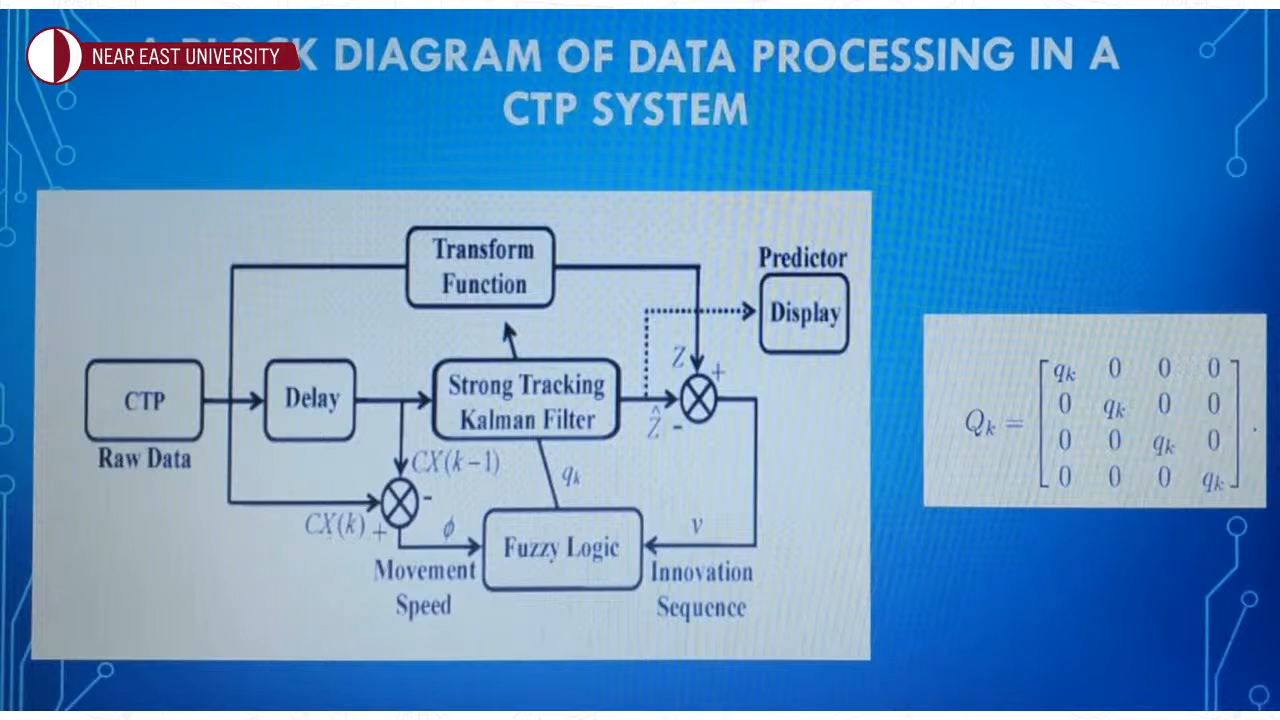 NEAR EAST UNIVERSITY
BLOCK DIAGRAM OF DATA PROCESSING IN A
CTP SYSTEM
Transform
Function
Predictor
Display
CTP
Raw Data
Delay
Strong Tracking
Kalman Filter
Z
+
Ẑ
-
CX(k-1)
-
CX(k) +
q_k
ϕ
Movement
Speed
Fuzzy Logic
ν
Innovation
Sequence
Q_k =
q_k 0 0 0
0 q_k 0 0
0 0 q_k 0
0 0 0 q_k
.